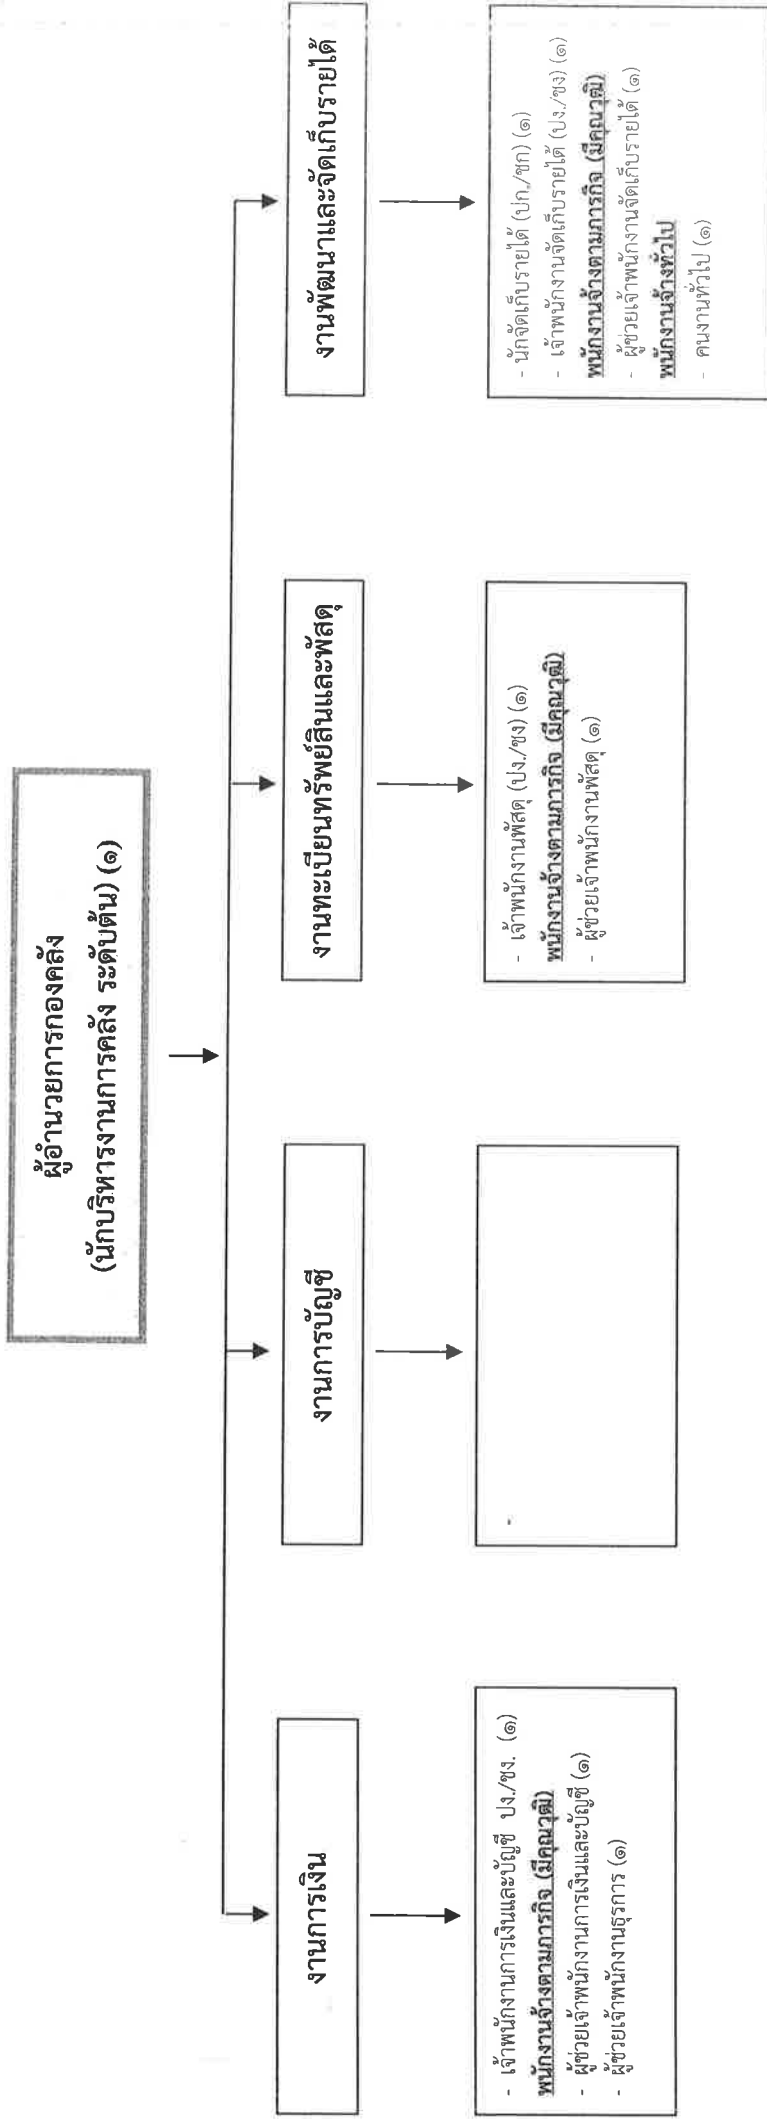 ผู้อำนวยการกองคลัง
(นักบริหารงานการคลัง ระดับต้น) (๑)
งานการเงิน
- เจ้าพนักงานการเงินและบัญชี ปง./ชง. (๑)
พนักงานจ้างตามภารกิจ (มีคุณวุฒิ)
- ผู้ช่วยเจ้าพนักงานการเงินและบัญชี (๑)
- ผู้ช่วยเจ้าพนักงานธุรการ (๑)
งานการบัญชี
-
งานทะเบียนทรัพย์สินและพัสดุ
- เจ้าพนักงานพัสดุ (ปง./ชง) (๑)
พนักงานจ้างตามภารกิจ (มีคุณวุฒิ)
- ผู้ช่วยเจ้าพนักงานพัสดุ (๑)
งานพัฒนาและจัดเก็บรายได้
- นักจัดเก็บรายได้ (ปก./ชก) (๑)
- เจ้าพนักงานจัดเก็บรายได้ (ปง./ชง) (๑)
พนักงานจ้างตามภารกิจ (มีคุณวุฒิ)
- ผู้ช่วยเจ้าพนักงานจัดเก็บรายได้ (๑)
พนักงานจ้างทั่วไป
- คนงานทั่วไป (๑)